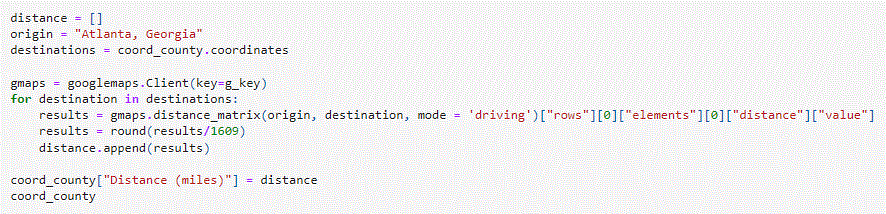 distance = []
origin = "Atlanta, Georgia"
destinations = coord_county.coordinates

gmaps = googlemaps.Client(key=g_key)
for destination in destinations:
    results = gmaps.distance_matrix(origin, destination, mode = 'driving')["rows"][0]["elements"][0]["distance"]["value"]
    results = round(results/1609)
    distance.append(results)

coord_county["Distance (miles)"] = distance
coord_county